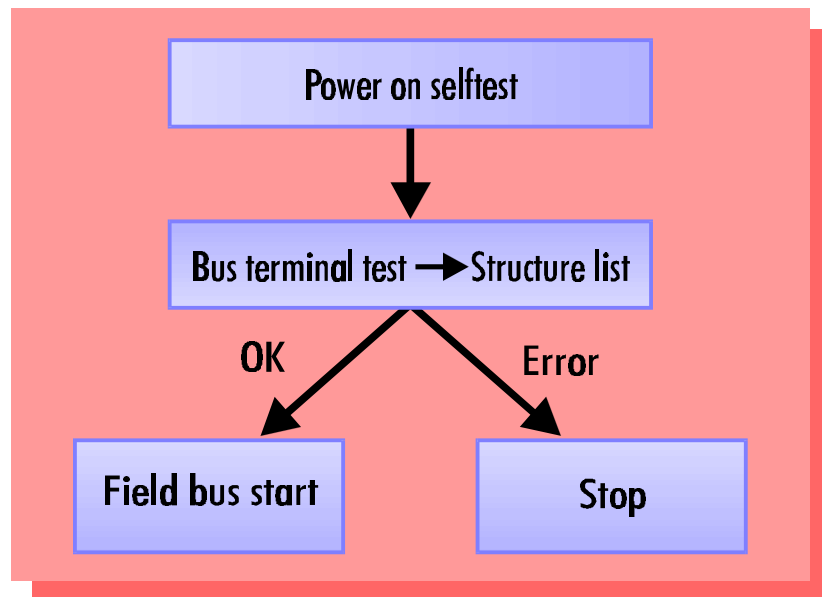 Power on selftest
Bus terminal test → Structure list
OK
Error
Field bus start
Stop